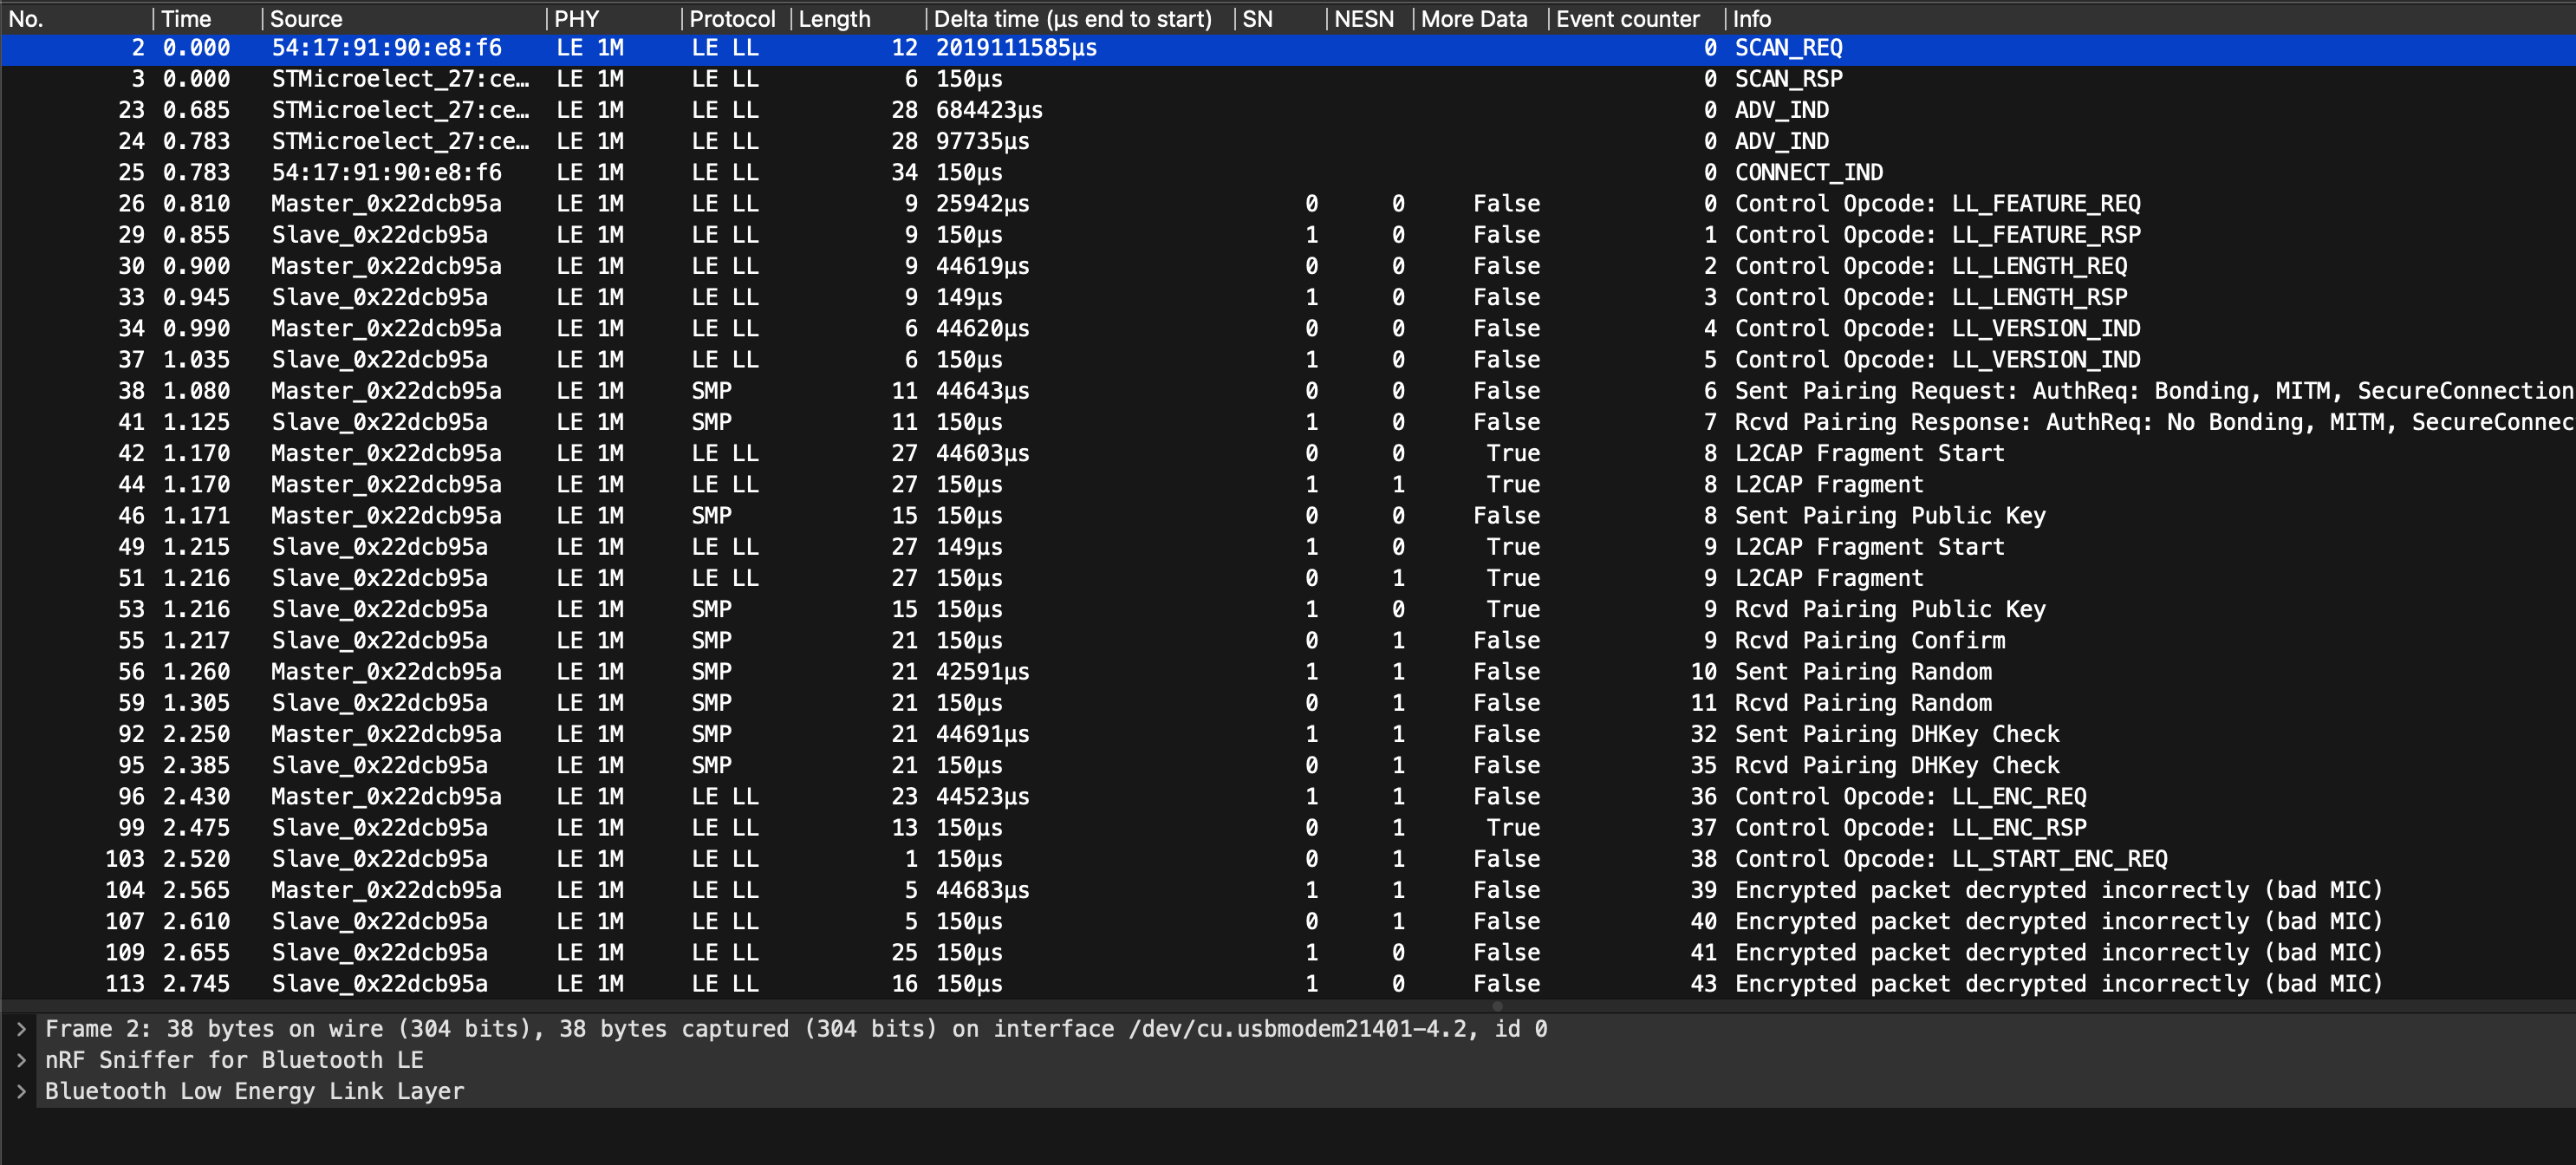 No. Time Source PHY Protocol Length Delta time (µs end to start) SN NESN More Data Event counter Info
2 0.000 54:17:91:90:e8:f6 LE 1M LE LL 12 2019111585µs 0 SCAN_REQ
3 0.000 STMicroelect_27:ce… LE 1M LE LL 6 150µs 0 SCAN_RSP
23 0.685 STMicroelect_27:ce… LE 1M LE LL 28 684423µs 0 ADV_IND
24 0.783 STMicroelect_27:ce… LE 1M LE LL 28 97735µs 0 ADV_IND
25 0.783 54:17:91:90:e8:f6 LE 1M LE LL 34 150µs 0 CONNECT_IND
26 0.810 Master_0x22dcb95a LE 1M LE LL 9 25942µs 0 0 False 0 Control Opcode: LL_FEATURE_REQ
29 0.855 Slave_0x22dcb95a LE 1M LE LL 9 150µs 1 0 False 1 Control Opcode: LL_FEATURE_RSP
30 0.900 Master_0x22dcb95a LE 1M LE LL 9 44619µs 0 0 False 2 Control Opcode: LL_LENGTH_REQ
33 0.945 Slave_0x22dcb95a LE 1M LE LL 9 149µs 1 0 False 3 Control Opcode: LL_LENGTH_RSP
34 0.990 Master_0x22dcb95a LE 1M LE LL 6 44620µs 0 0 False 4 Control Opcode: LL_VERSION_IND
37 1.035 Slave_0x22dcb95a LE 1M LE LL 6 150µs 1 0 False 5 Control Opcode: LL_VERSION_IND
38 1.080 Master_0x22dcb95a LE 1M SMP 11 44643µs 0 0 False 6 Sent Pairing Request: AuthReq: Bonding, MITM, SecureConnection
41 1.125 Slave_0x22dcb95a LE 1M SMP 11 150µs 1 0 False 7 Rcvd Pairing Response: AuthReq: No Bonding, MITM, SecureConnec
42 1.170 Master_0x22dcb95a LE 1M LE LL 27 44603µs 0 0 True 8 L2CAP Fragment Start
44 1.170 Master_0x22dcb95a LE 1M LE LL 27 150µs 1 1 True 8 L2CAP Fragment
46 1.171 Master_0x22dcb95a LE 1M SMP 15 150µs 0 0 False 8 Sent Pairing Public Key
49 1.215 Slave_0x22dcb95a LE 1M LE LL 27 149µs 1 0 True 9 L2CAP Fragment Start
51 1.216 Slave_0x22dcb95a LE 1M LE LL 27 150µs 0 1 True 9 L2CAP Fragment
53 1.216 Slave_0x22dcb95a LE 1M SMP 15 150µs 1 0 True 9 Rcvd Pairing Public Key
55 1.217 Slave_0x22dcb95a LE 1M SMP 21 150µs 0 1 False 9 Rcvd Pairing Confirm
56 1.260 Master_0x22dcb95a LE 1M SMP 21 42591µs 1 1 False 10 Sent Pairing Random
59 1.305 Slave_0x22dcb95a LE 1M SMP 21 150µs 0 1 False 11 Rcvd Pairing Random
92 2.250 Master_0x22dcb95a LE 1M SMP 21 44691µs 1 1 False 32 Sent Pairing DHKey Check
95 2.385 Slave_0x22dcb95a LE 1M SMP 21 150µs 0 1 False 35 Rcvd Pairing DHKey Check
96 2.430 Master_0x22dcb95a LE 1M LE LL 23 44523µs 1 1 False 36 Control Opcode: LL_ENC_REQ
99 2.475 Slave_0x22dcb95a LE 1M LE LL 13 150µs 0 1 True 37 Control Opcode: LL_ENC_RSP
103 2.520 Slave_0x22dcb95a LE 1M LE LL 1 150µs 0 1 False 38 Control Opcode: LL_START_ENC_REQ
104 2.565 Master_0x22dcb95a LE 1M LE LL 5 44683µs 1 1 False 39 Encrypted packet decrypted incorrectly (bad MIC)
107 2.610 Slave_0x22dcb95a LE 1M LE LL 5 150µs 0 1 False 40 Encrypted packet decrypted incorrectly (bad MIC)
109 2.655 Slave_0x22dcb95a LE 1M LE LL 25 150µs 1 0 False 41 Encrypted packet decrypted incorrectly (bad MIC)
113 2.745 Slave_0x22dcb95a LE 1M LE LL 16 150µs 1 0 False 43 Encrypted packet decrypted incorrectly (bad MIC)
Frame 2: 38 bytes on wire (304 bits), 38 bytes captured (304 bits) on interface /dev/cu.usbmodem21401-4.2, id 0
nRF Sniffer for Bluetooth LE
Bluetooth Low Energy Link Layer